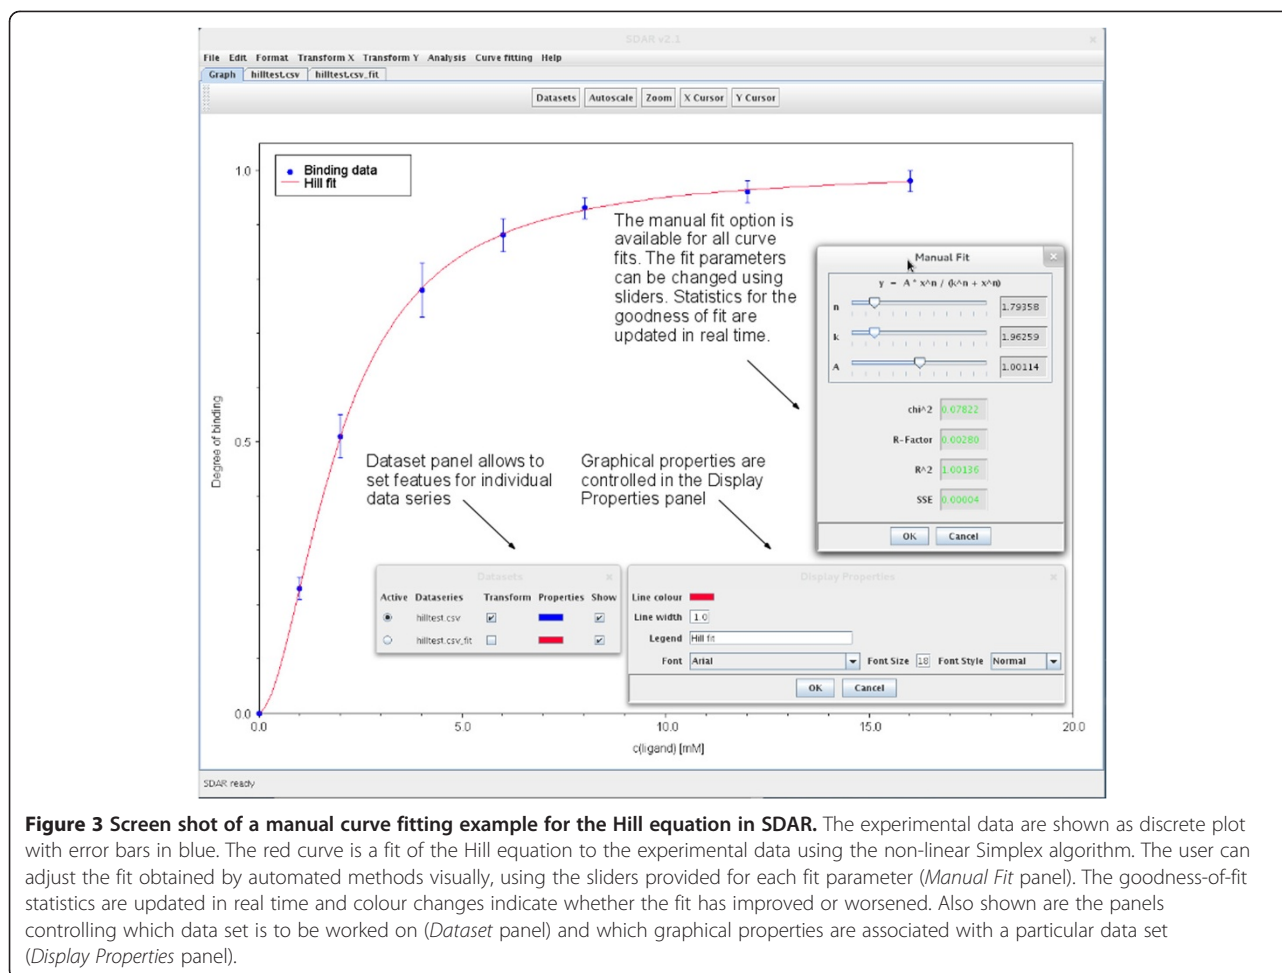 SDAR v2.1
File Edit Format Transform X Transform Y Analysis Curve fitting Help
Graph hilltest.csv hilltest.csv_fit
Datasets Autoscale Zoom X Cursor Y Cursor
1.0
Binding data
Hill fit
The manual fit option is
available for all curve
fits. The fit parameters
can be changed using
sliders. Statistics for the
goodness of fit are
updated in real time.
Manual Fit
y = A * x^n / (k^n + x^n)
n 1.79358
k 1.96259
A 1.00114
chi^2 0.07822
R-Factor 0.00280
R^2 1.00136
SSE 0.00004
OK Cancel
Degree of binding
0.5
Dataset panel allows to
set featues for individual
data series
Graphical properties are
controlled in the Display
Properties panel
Datasets
Active Dataseries Transform Properties Show
hilltest.csv
hilltest.csv_fit
Display Properties
Line colour
Line width 1.0
Legend Hill fit
Font Arial Font Size 18 Font Style Normal
OK Cancel
0.0
0.0 5.0 10.0 15.0 20.0
c(ligand) [mM]
SDAR ready
Figure 3 Screen shot of a manual curve fitting example for the Hill equation in SDAR. The experimental data are shown as discrete plot
with error bars in blue. The red curve is a fit of the Hill equation to the experimental data using the non-linear Simplex algorithm. The user can
adjust the fit obtained by automated methods visually, using the sliders provided for each fit parameter (Manual Fit panel). The goodness-of-fit
statistics are updated in real time and colour changes indicate whether the fit has improved or worsened. Also shown are the panels
controlling which data set is to be worked on (Dataset panel) and which graphical properties are associated with a particular data set
(Display Properties panel).